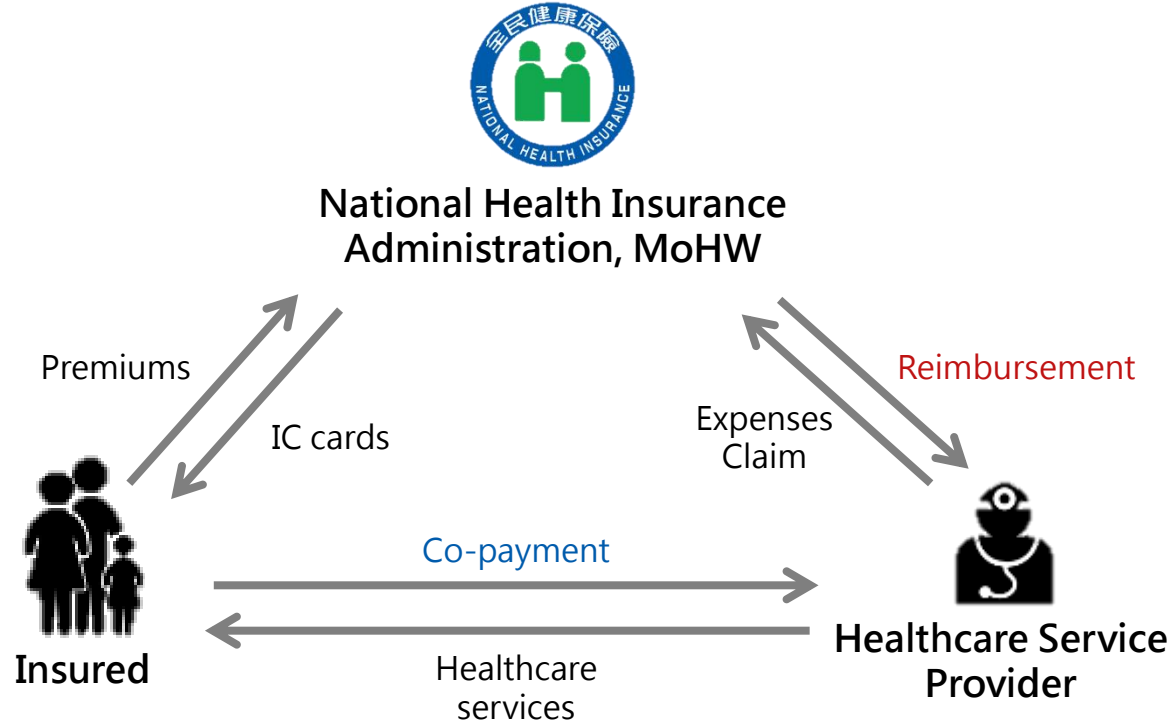 全民健康保險
NATIONAL HEALTH INSURANCE
National Health Insurance
Administration, MoHW
Premiums
IC cards
Reimbursement
Expenses
Claim
Co-payment
Healthcare
services
Insured
Healthcare Service
Provider